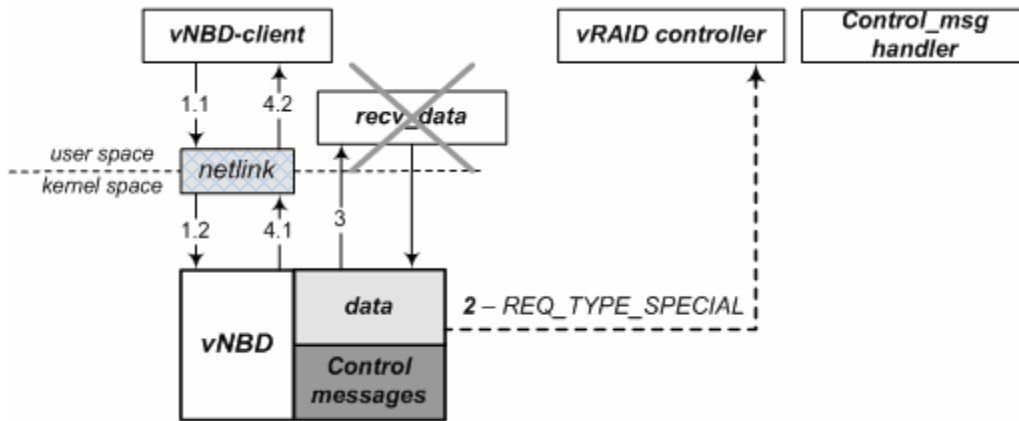 vNBD-client
vRAID controller
Control_msg
handler
1.1
4.2
recv_data
user space
netlink
kernel space
1.2
4.1
3
data
2 – REQ_TYPE_SPECIAL
vNBD
Control
messages